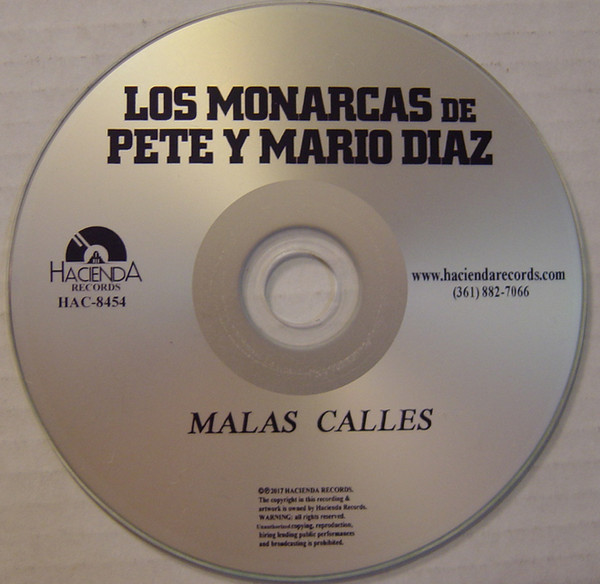 LOS MONARCAS DE
PETE Y MARIO DIAZ
HACIENDA
RECORDS
HAC-8454
www.haciendarecords.com
(361) 882-7066
MALAS CALLES
©℗2017 HACIENDA RECORDS.
The copyright in this recording &
artwork is owned by Hacienda Records.
WARNING: all rights reserved.
Unauthorized copying, reproduction,
hiring lending public performances
and broadcasting is prohibited.